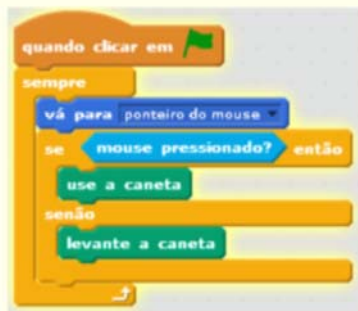 quando clicar em
sempre
vá para ponteiro do mouse
se mouse pressionado? então
use a caneta
senão
levante a caneta